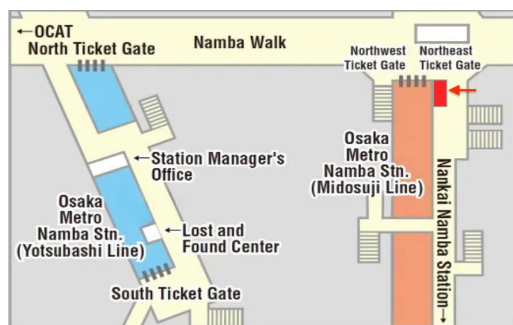 ←OCAT
North Ticket Gate
Namba Walk
Northwest
Ticket Gate
Northeast
Ticket Gate
←Station Manager's
Office
Osaka
Metro
Namba Stn.
(Midosuji Line)
Osaka
Metro
Namba Stn.
(Yotsubashi Line)
←Lost and
Found Center
South Ticket Gate
Nankai Namba Station→